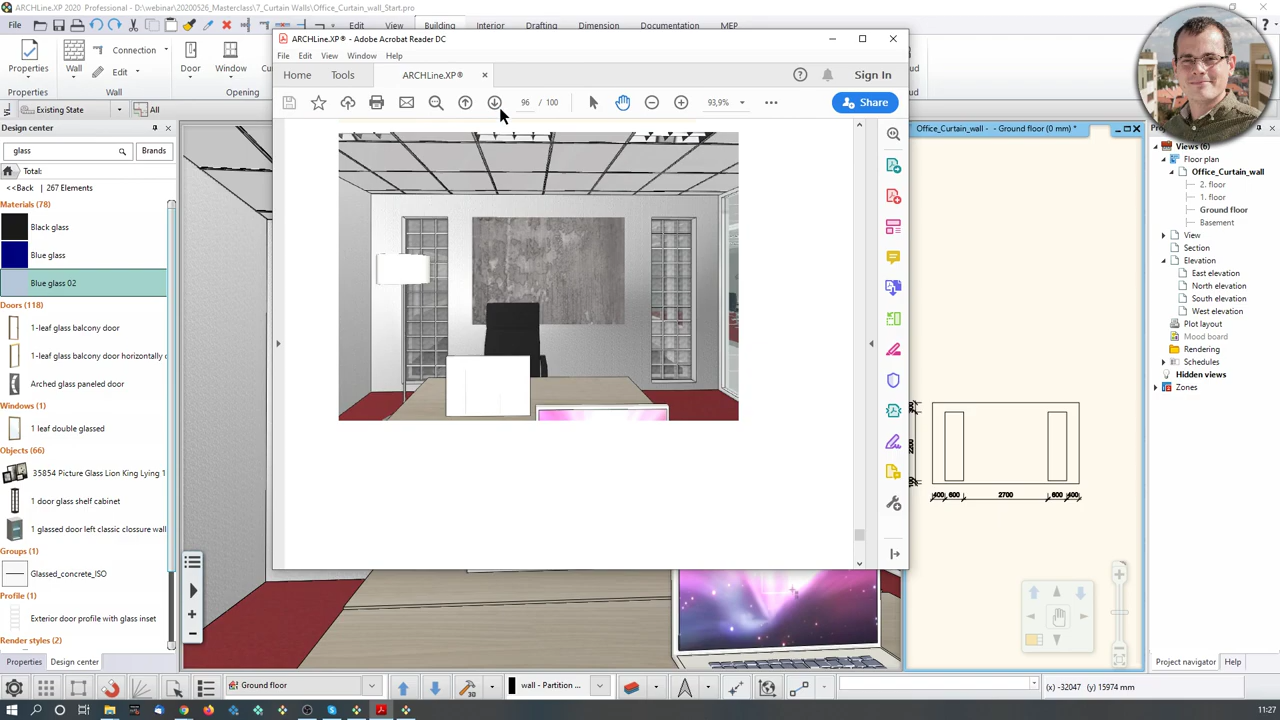 ARCHLine.XP 2020 Professional - D:\webinar\20200526_Masterclass\7_Curtain Walls\Office_Curtain_wall_Start.pro
File
Edit
View
Building
Interior
Drafting
Dimension
Documentation
MEP
Help
Properties
Wall
Connection
Edit
Door
Window
Properties
Wall
Opening
Existing State
All
ARCHLine.XP® - Adobe Acrobat Reader DC
File Edit View Window Help
Home
Tools
ARCHLine.XP®
Sign In
96 / 100
93,9%
Share
Design center
glass
Brands
Total:
<<Back
267 Elements
Materials (78)
Black glass
Blue glass
Blue glass 02
Doors (118)
1-leaf glass balcony door
1-leaf glass balcony door horizontally
Arched glass paneled door
Windows (1)
1 leaf double glassed
Objects (66)
35854 Picture Glass Lion King Lying 1
1 door glass shelf cabinet
1 glassed door left classic clossure wall
Groups (1)
Glassed_concrete_ISO
Profile (1)
Exterior door profile with glass inset
Render styles (2)
Properties
Design center
Office_Curtain_wall - - Ground floor (0 mm) *
2200
400 600 2700 600 400
Views (6)
Floor plan
Office_Curtain_wall
2. floor
1. floor
Ground floor
Basement
View
Section
Elevation
East elevation
North elevation
South elevation
West elevation
Plot layout
Mood board
Rendering
Schedules
Hidden views
Zones
Project navigator
Help
Ground floor
wall - Partition ...
(x) -32047 (y) 15974 mm
11:27